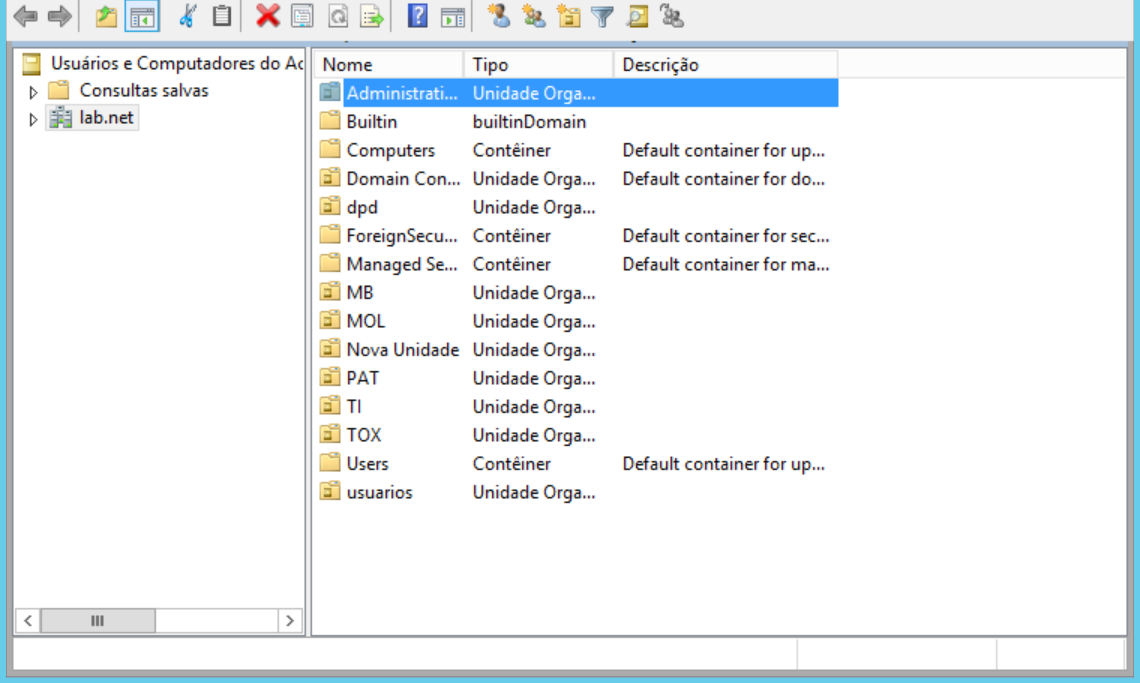 Usuários e Computadores do Ac
Consultas salvas
lab.net
Nome Tipo Descrição
Administrati... Unidade Orga...
Builtin builtinDomain
Computers Contêiner Default container for up...
Domain Con... Unidade Orga... Default container for do...
dpd Unidade Orga...
ForeignSecu... Contêiner Default container for sec...
Managed Se... Contêiner Default container for ma...
MB Unidade Orga...
MOL Unidade Orga...
Nova Unidade Unidade Orga...
PAT Unidade Orga...
TI Unidade Orga...
TOX Unidade Orga...
Users Contêiner Default container for up...
usuarios Unidade Orga...